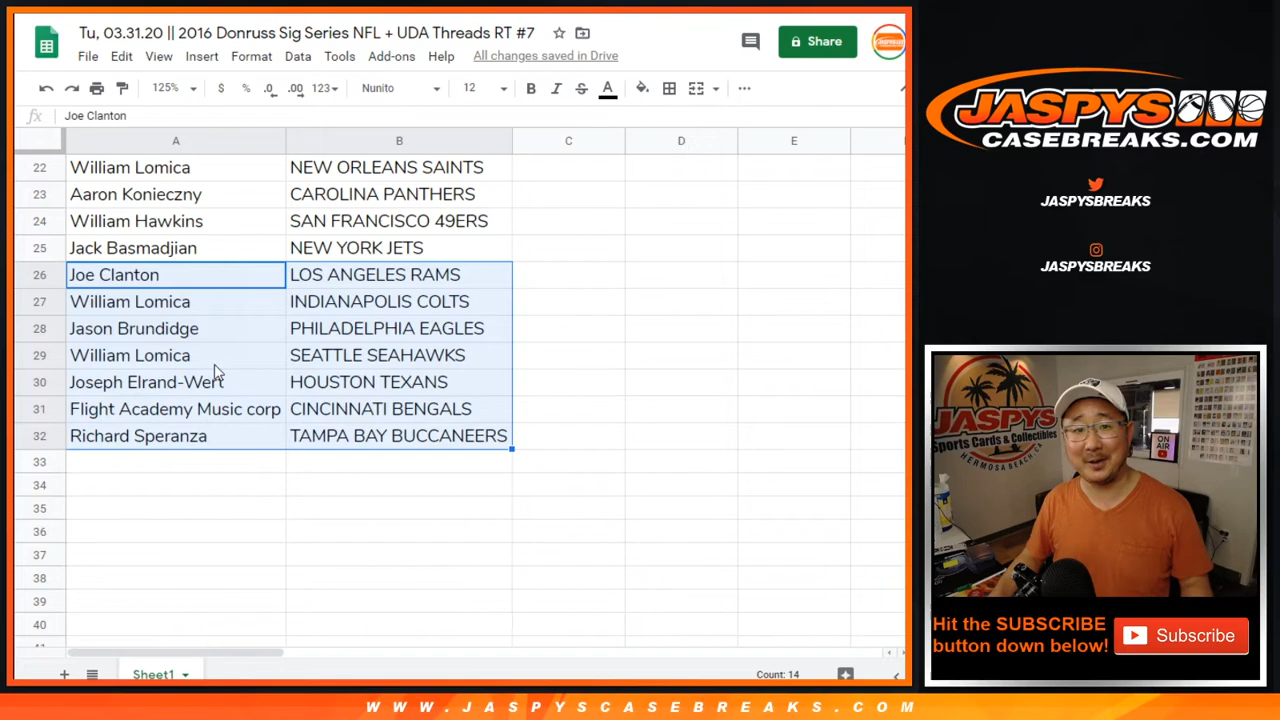 Tu, 03.31.20 || 2016 Donruss Sig Series NFL + UDA Threads RT #7
File Edit View Insert Format Data Tools Add-ons Help All changes saved in Drive
Share
125% $ % .0 .00 123 Nunito 12 B I S A
fx Joe Clanton
A B C D E
22 William Lomica NEW ORLEANS SAINTS
23 Aaron Konieczny CAROLINA PANTHERS
24 William Hawkins SAN FRANCISCO 49ERS
25 Jack Basmadjian NEW YORK JETS
26 Joe Clanton LOS ANGELES RAMS
27 William Lomica INDIANAPOLIS COLTS
28 Jason Brundidge PHILADELPHIA EAGLES
29 William Lomica SEATTLE SEAHAWKS
30 Joseph Elrand-Wert HOUSTON TEXANS
31 Flight Academy Music corp CINCINNATI BENGALS
32 Richard Speranza TAMPA BAY BUCCANEERS
33
34
35
36
37
38
39
40
Sheet1
Count: 14
JASPYS
CASEBREAKS.COM
JASPYSBREAKS
JASPYSBREAKS
JASPYS
Sports Cards & Collectibles
HERMOSA BEACH, CA
ON AIR
Hit the SUBSCRIBE
button down below!
Subscribe
WWW.JASPYSCASEBREAKS.COM